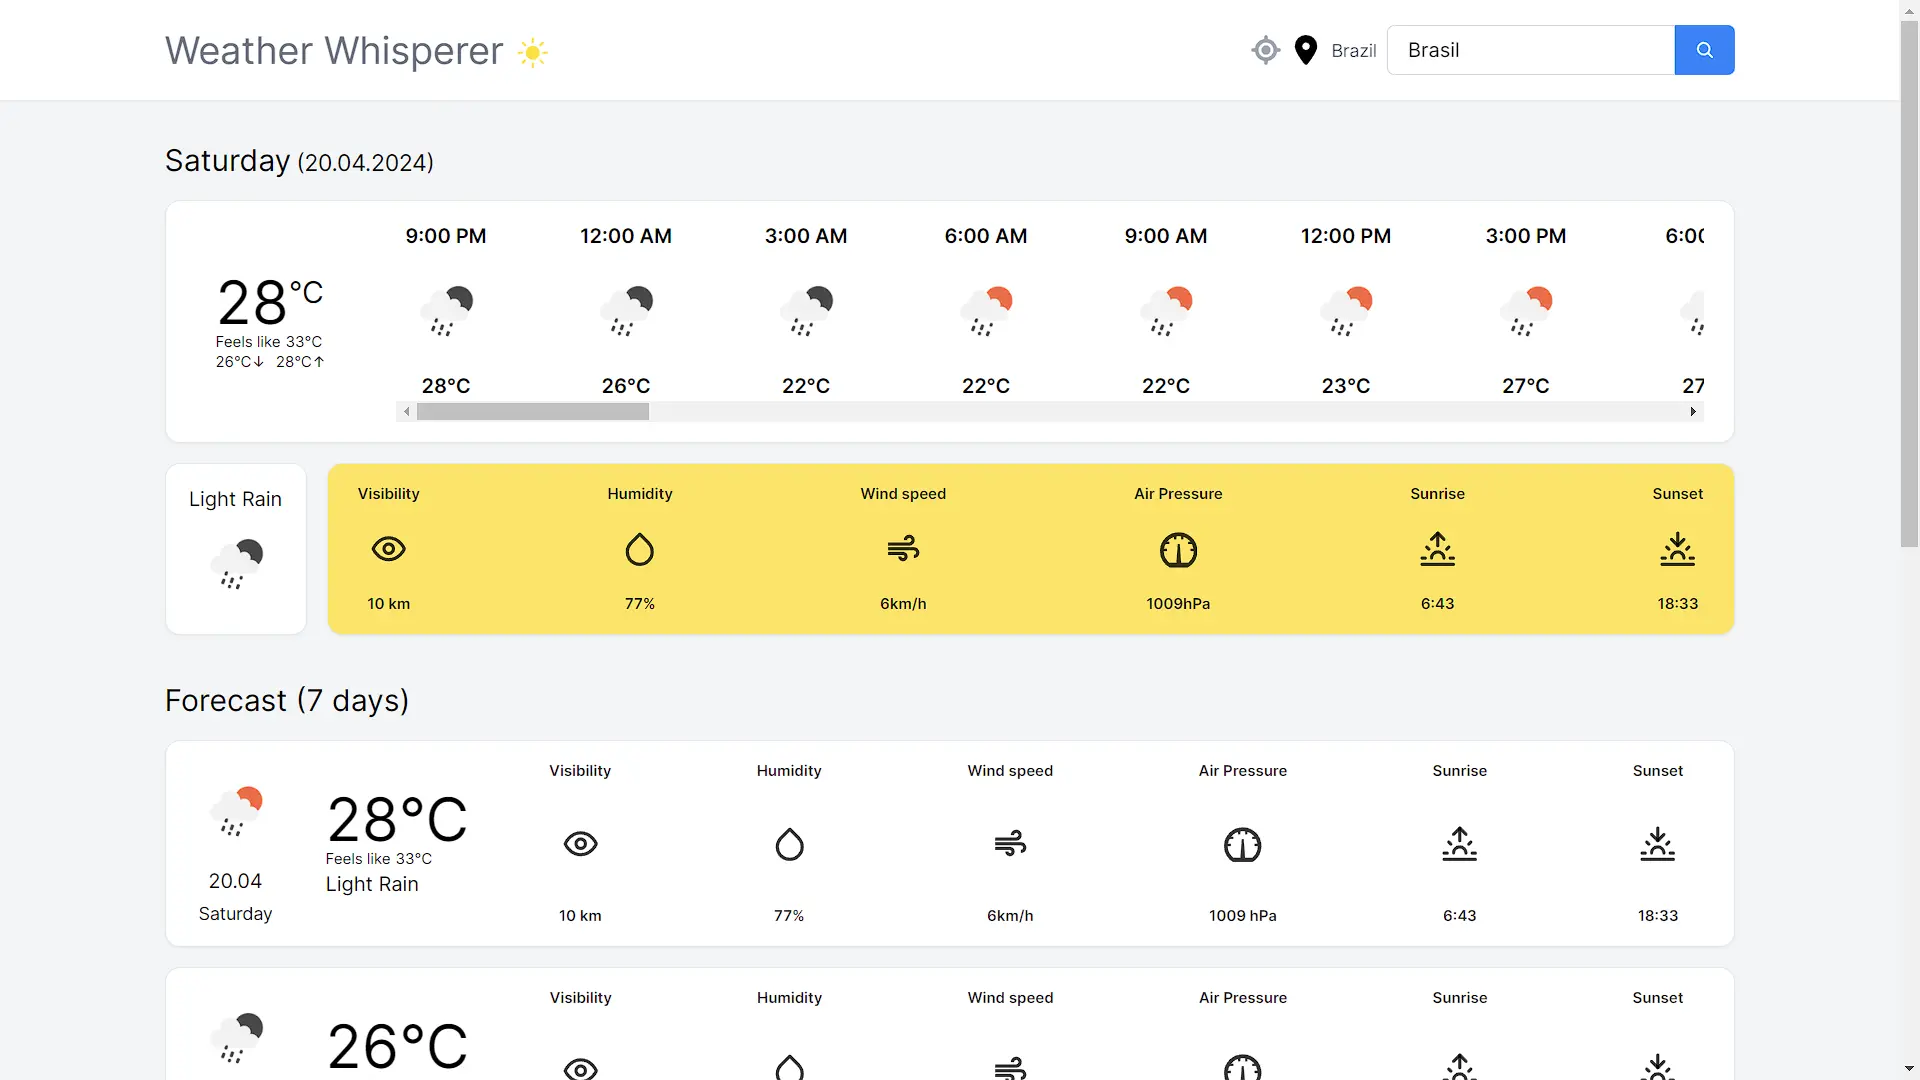 Weather Whisperer
Brazil
Brasil
Saturday (20.04.2024)
28°C
Feels like 33°C
26°C↓ 28°C↑
9:00 PM 12:00 AM 3:00 AM 6:00 AM 9:00 AM 12:00 PM 3:00 PM 6:00
28°C 26°C 22°C 22°C 22°C 23°C 27°C 27
Light Rain
Visibility Humidity Wind speed Air Pressure Sunrise Sunset
10 km 77% 6km/h 1009hPa 6:43 18:33
Forecast (7 days)
20.04
Saturday
28°C
Feels like 33°C
Light Rain
Visibility Humidity Wind speed Air Pressure Sunrise Sunset
10 km 77% 6km/h 1009 hPa 6:43 18:33
26°C
Visibility Humidity Wind speed Air Pressure Sunrise Sunset